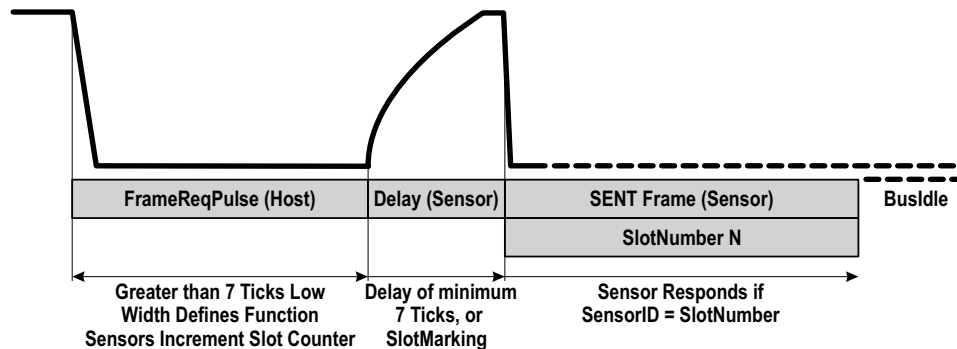 FrameReqPulse (Host)
Delay (Sensor)
SENT Frame (Sensor)
BusIdle
SlotNumber N
Greater than 7 Ticks Low
Width Defines Function
Sensors Increment Slot Counter
Delay of minimum
7 Ticks, or
SlotMarking
Sensor Responds if
SensorID = SlotNumber